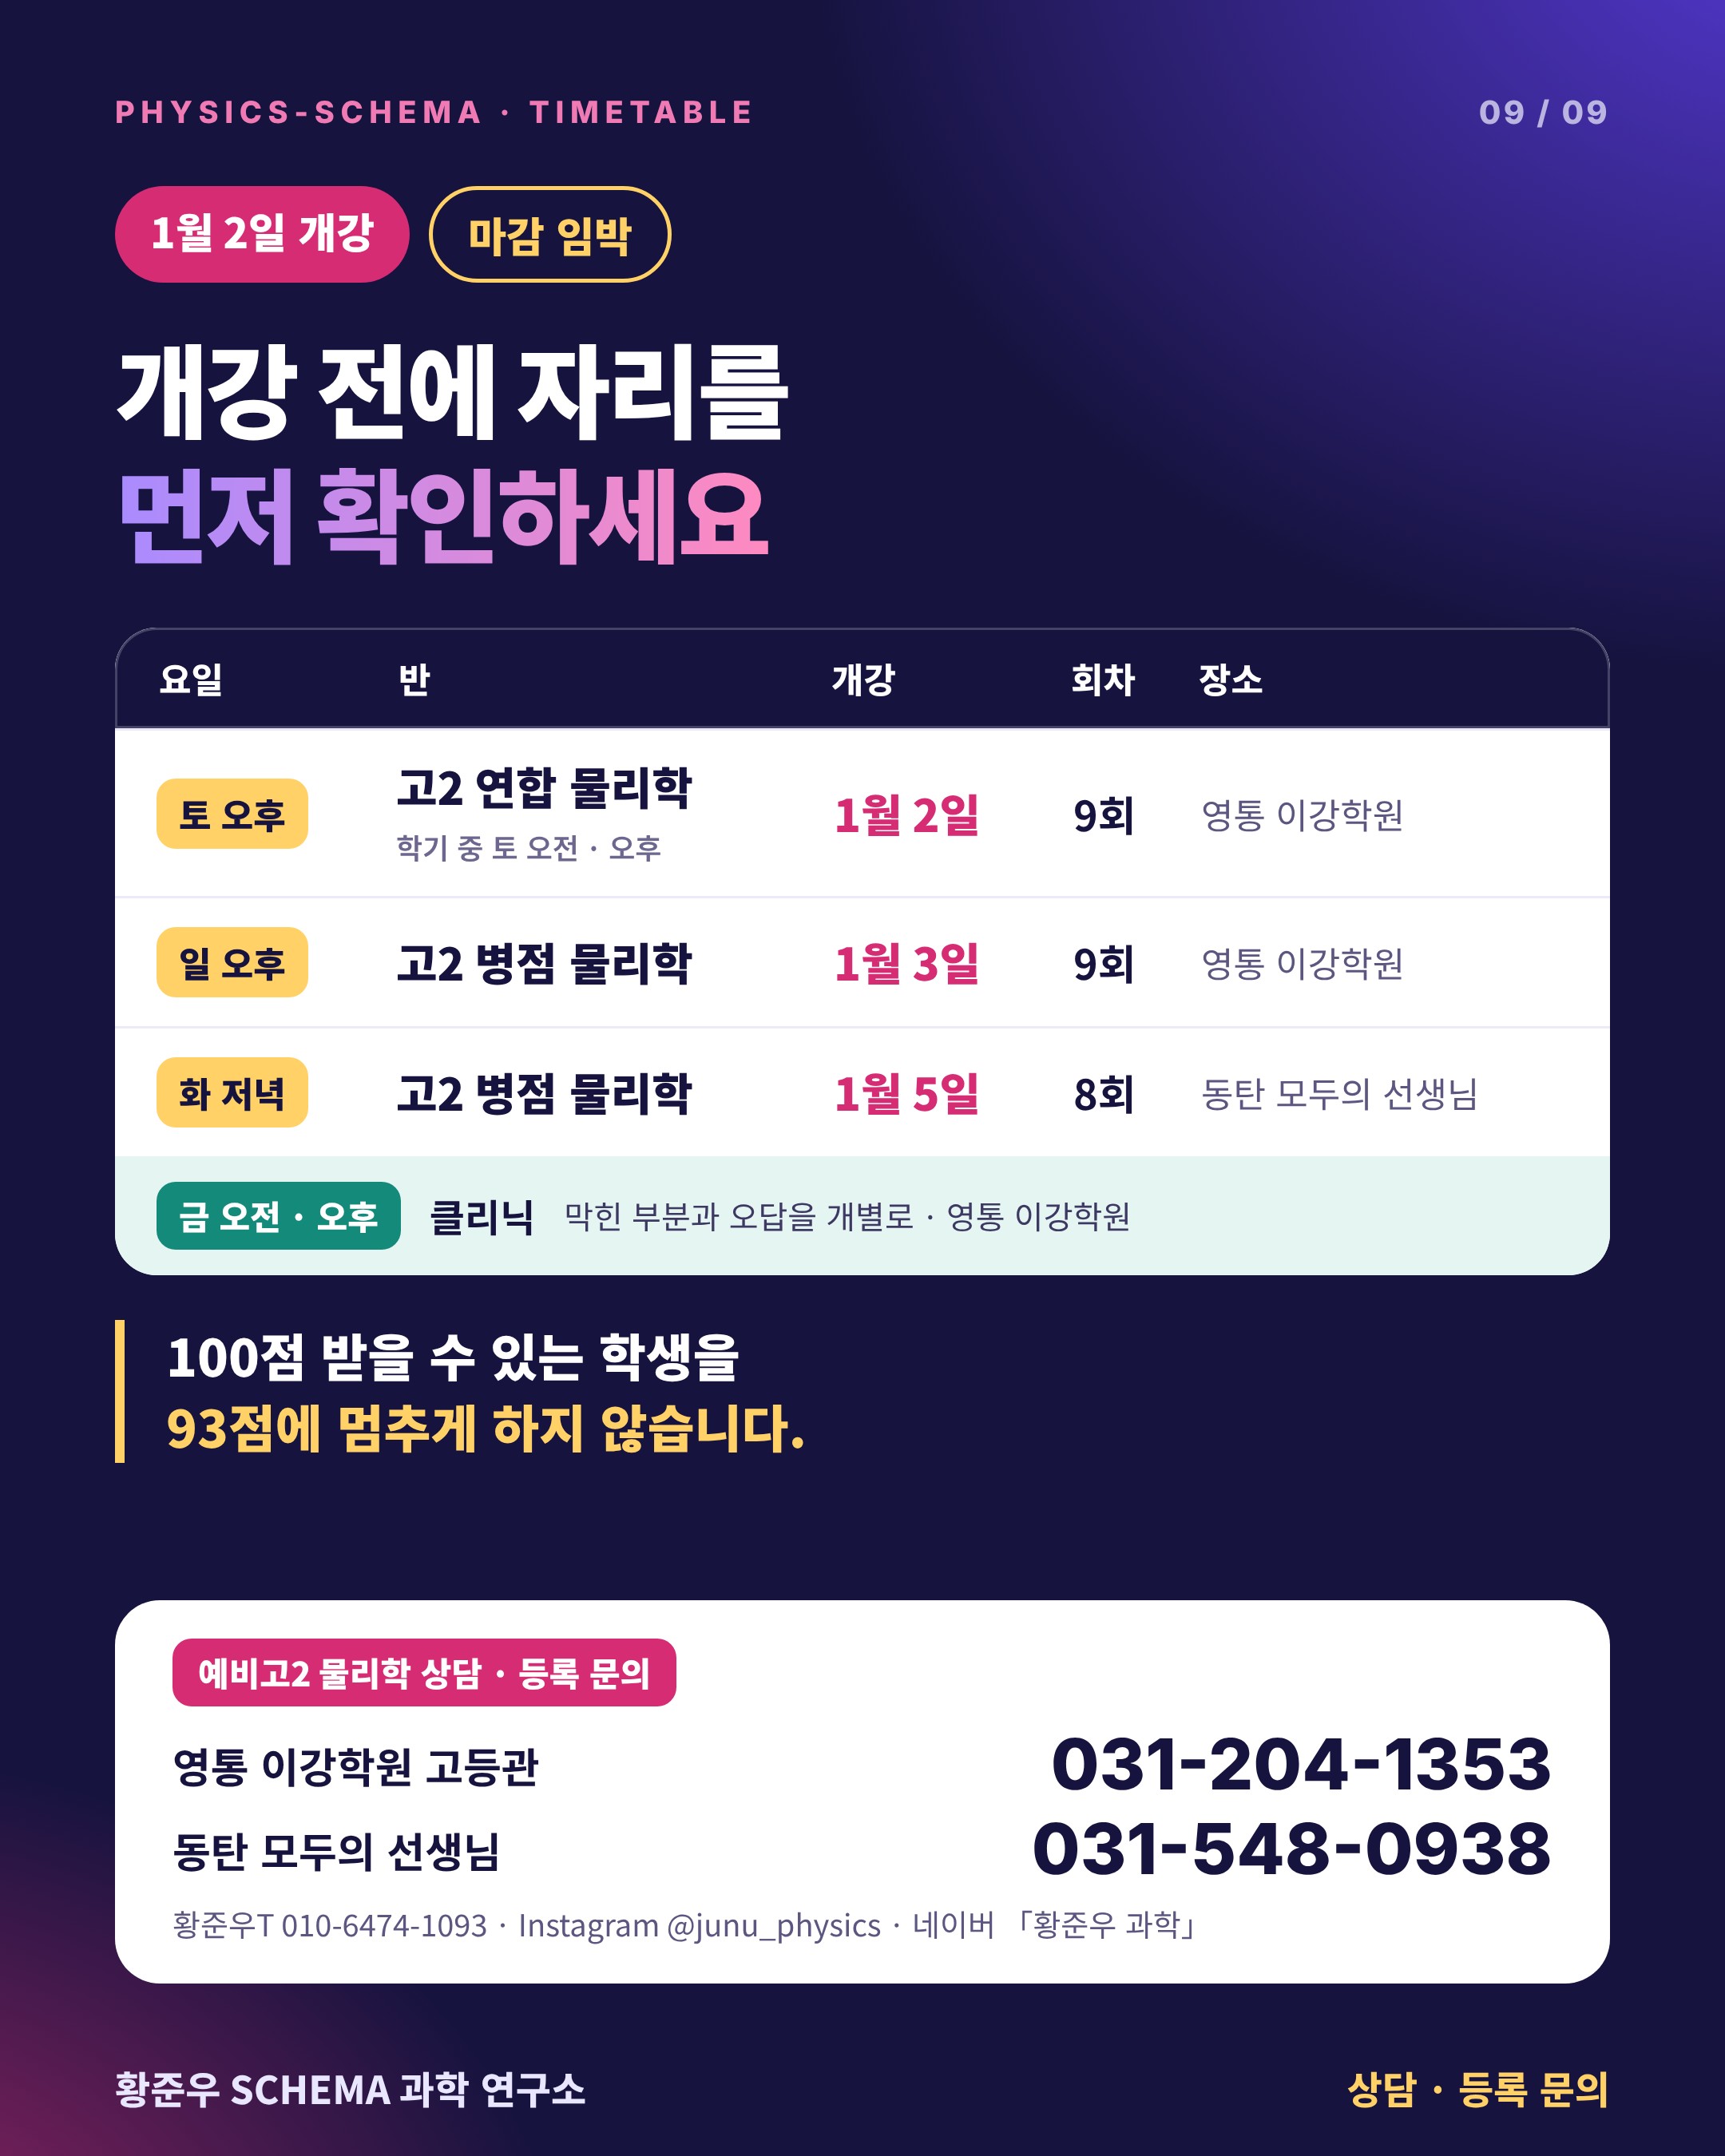 PHYSICS-SCHEMA · TIMETABLE
09 / 09
1월 2일 개강
마감 임박
개강 전에 자리를
먼저 확인하세요
요일 반 개강 회차 장소
토 오후 고2 연합 물리학 1월 2일 9회 영통 이강학원
학기 중 토 오전 · 오후
일 오후 고2 병점 물리학 1월 3일 9회 영통 이강학원
화 저녁 고2 병점 물리학 1월 5일 8회 동탄 모두의 선생님
금 오전 · 오후 클리닉 막힌 부분과 오답을 개별로 · 영통 이강학원
100점 받을 수 있는 학생을
93점에 멈추게 하지 않습니다.
예비고2 물리학 상담 · 등록 문의
영통 이강학원 고등관 031-204-1353
동탄 모두의 선생님 031-548-0938
황준우T 010-6474-1093 · Instagram @junu_physics · 네이버 「황준우 과학」
황준우 SCHEMA 과학 연구소
상담 · 등록 문의